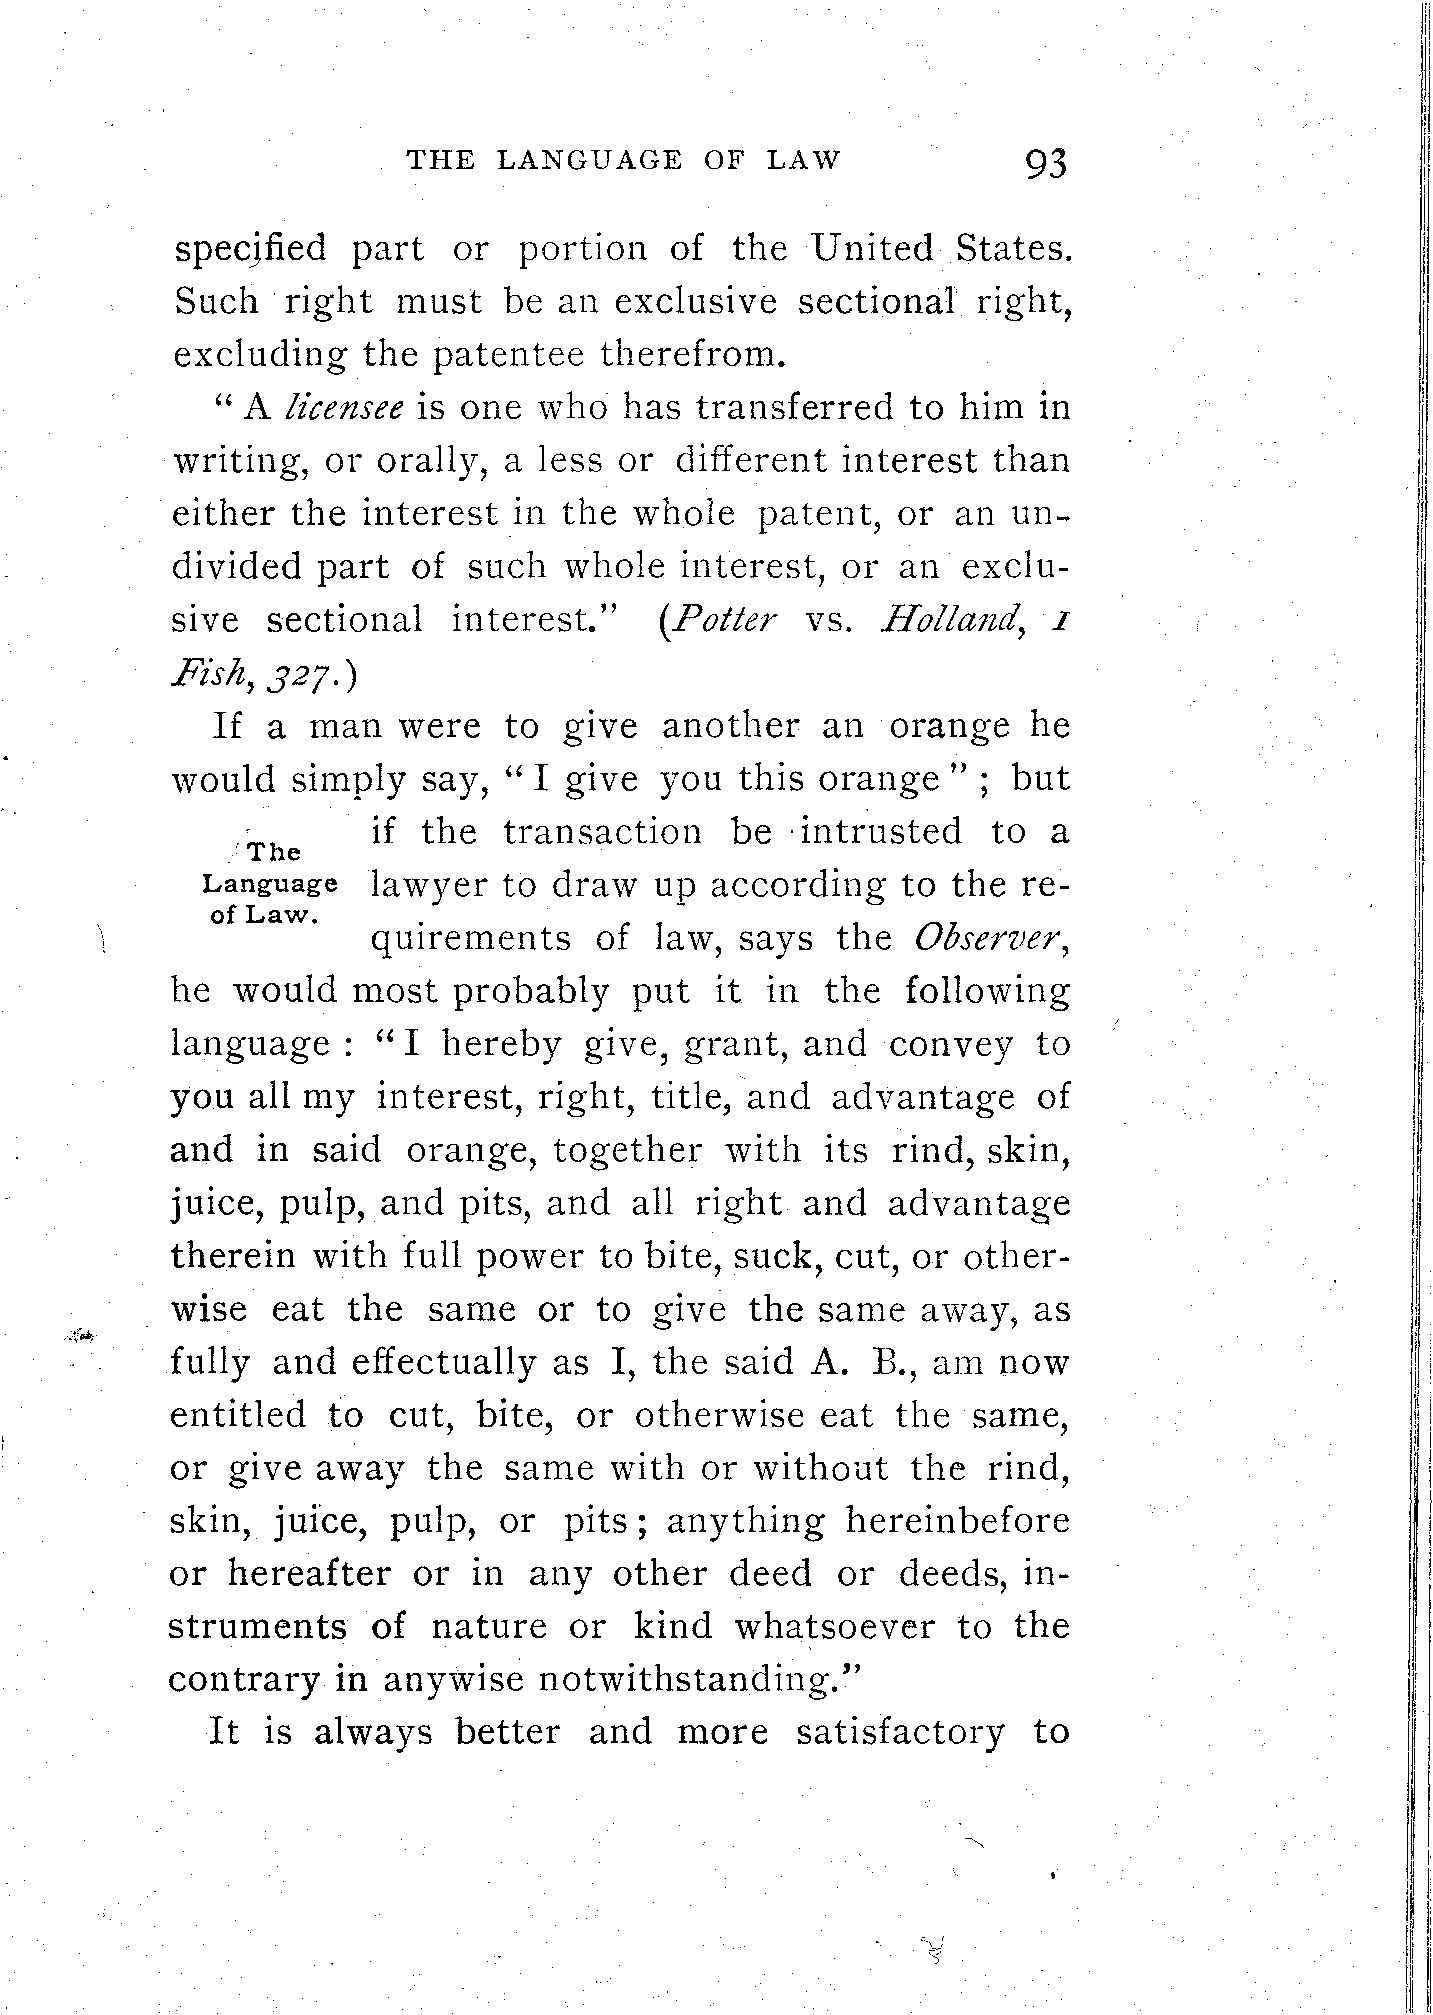 THE LANGUAGE OF LAW 93
specified part or portion of the United States.
Such right must be an exclusive sectional right,
excluding the patentee therefrom.
“ A licensee is one who has transferred to him in
writing, or orally, a less or different interest than
either the interest in the whole patent, or an un-
divided part of such whole interest, or an exclu-
sive sectional interest.” (Potter vs. Holland, 1
Fish, 327.)
If a man were to give another an orange he
would simply say, “ I give you this orange ” ; but
The
Language
of Law.
if the transaction be intrusted to a
lawyer to draw up according to the re-
quirements of law, says the Observer,
he would most probably put it in the following
language : “ I hereby give, grant, and convey to
you all my interest, right, title, and advantage of
and in said orange, together with its rind, skin,
juice, pulp, and pits, and all right and advantage
therein with full power to bite, suck, cut, or other-
wise eat the same or to give the same away, as
fully and effectually as I, the said A. B., am now
entitled to cut, bite, or otherwise eat the same,
or give away the same with or without the rind,
skin, juice, pulp, or pits ; anything hereinbefore
or hereafter or in any other deed or deeds, in-
struments of nature or kind whatsoever to the
contrary in anywise notwithstanding.”
It is always better and more satisfactory to